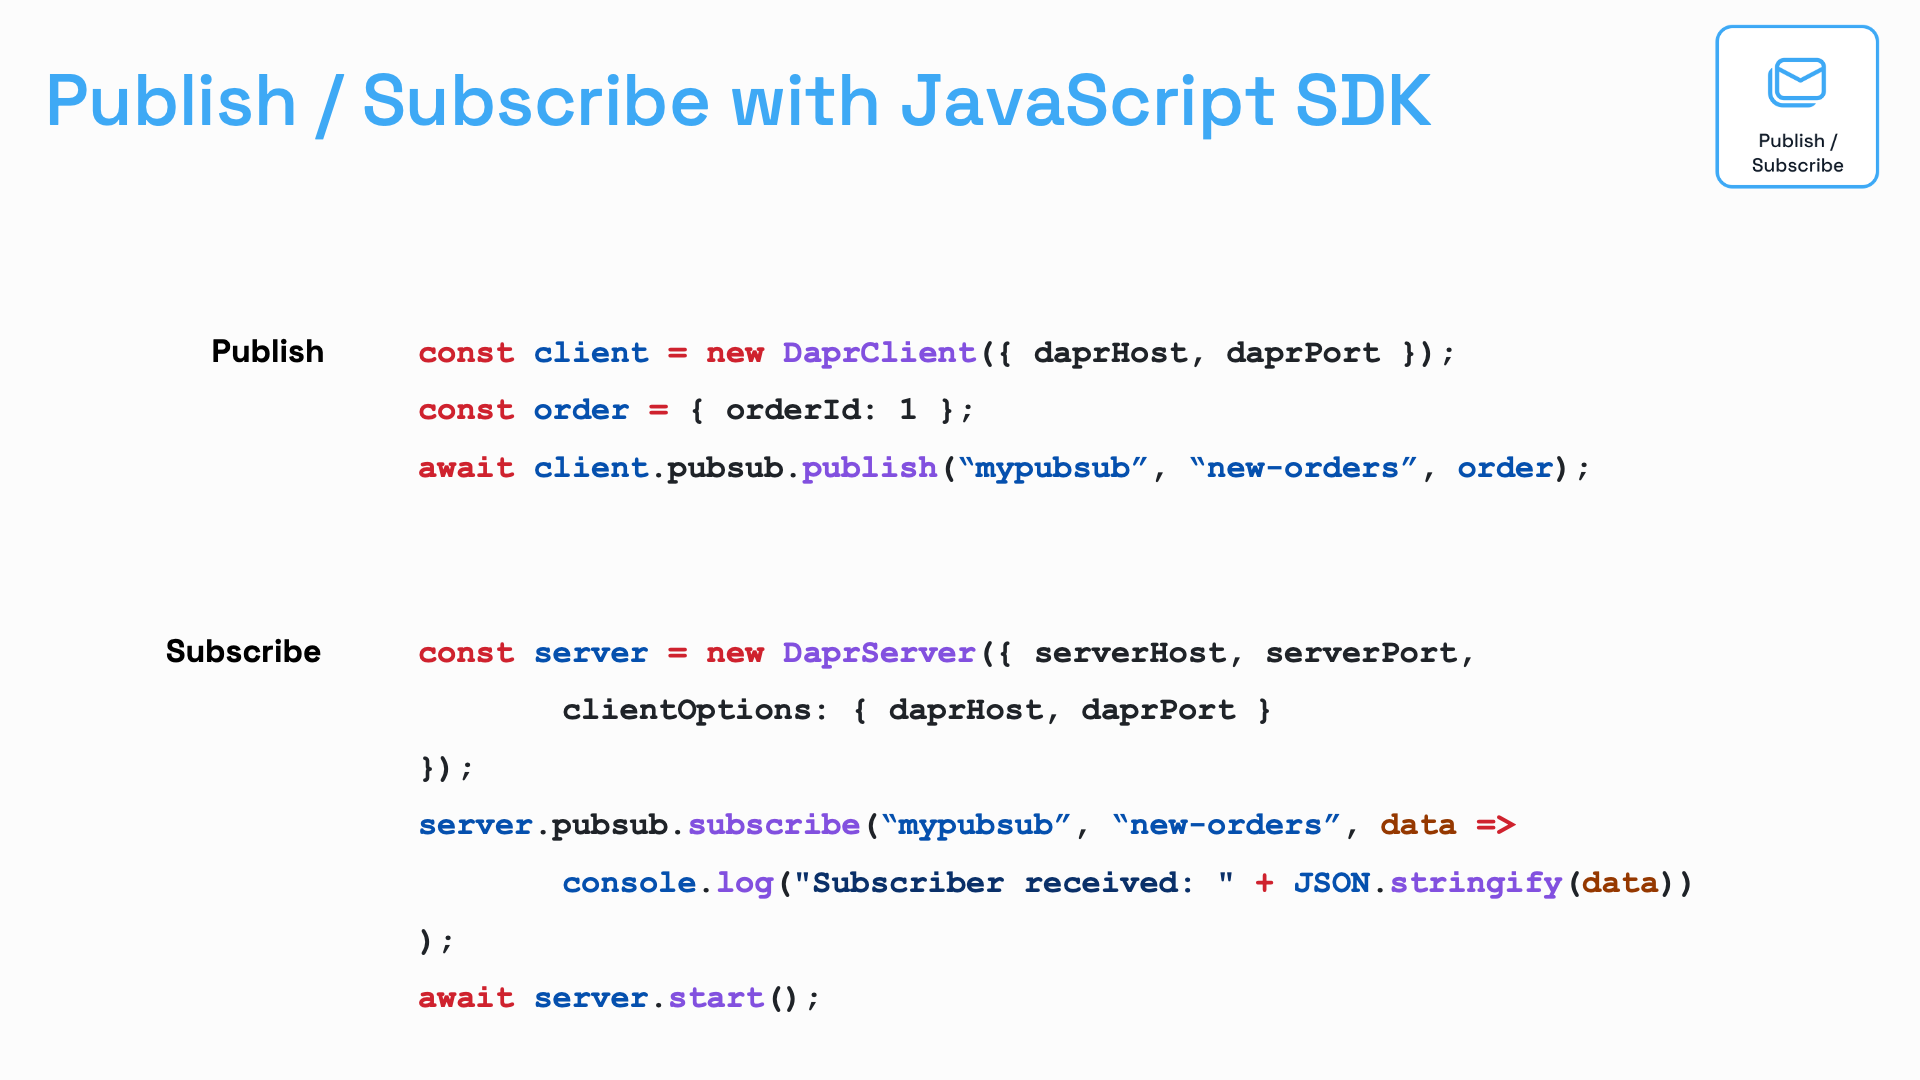 Publish / Subscribe with JavaScript SDK
Publish /
Subscribe
Publish
const client = new DaprClient({ daprHost, daprPort });
const order = { orderId: 1 };
await client.pubsub.publish(“mypubsub”, “new-orders”, order);
Subscribe
const server = new DaprServer({ serverHost, serverPort,
clientOptions: { daprHost, daprPort }
});
server.pubsub.subscribe(“mypubsub”, “new-orders”, data =>
console.log("Subscriber received: " + JSON.stringify(data))
);
await server.start();